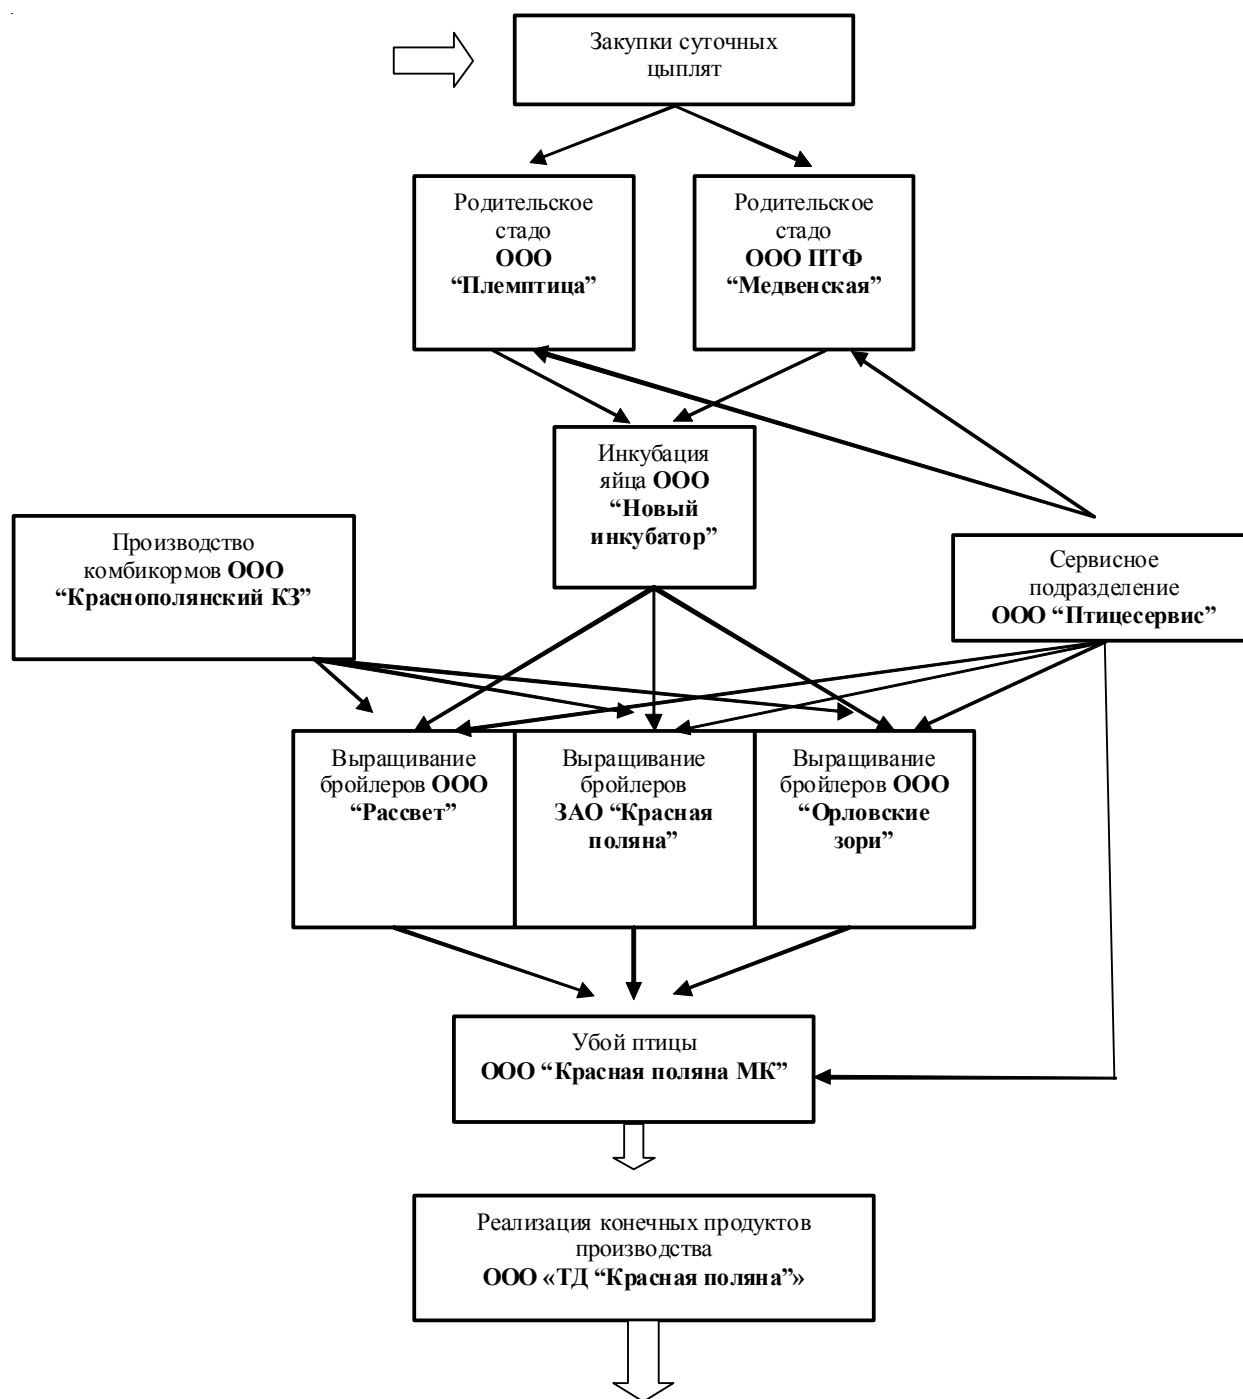 Закупки суточных
цыплят
Родительское
стадо
ООО
“Племптица”
Родительское
стадо
ООО ПТФ
“Медвенская”
Инкубация
яйца ООО
“Новый
инкубатор”
Производство
комбикормов ООО
“Краснополянский КЗ”
Сервисное
подразделение
ООО “Птицесервис”
Выращивание
бройлеров ООО
“Рассвет”
Выращивание
бройлеров
ЗАО “Красная
поляна”
Выращивание
бройлеров ООО
“Орловские
зори”
Убой птицы
ООО “Красная поляна МК”
Реализация конечных продуктов
производства
ООО «ТД “Красная поляна”»